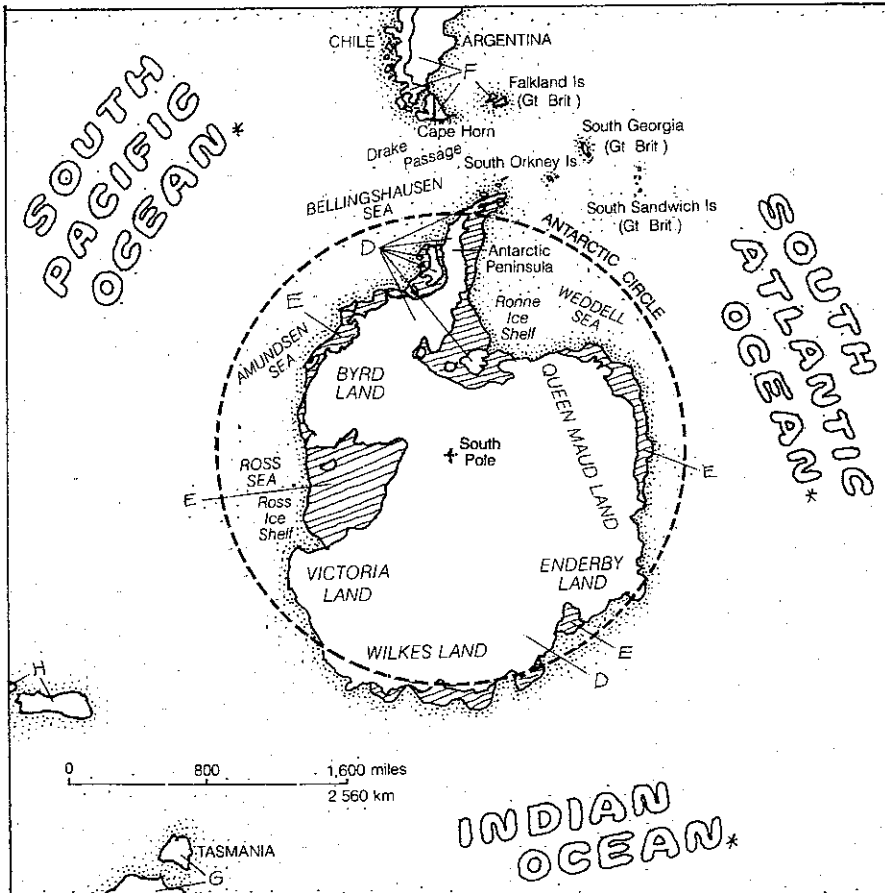 CHILE
ARGENTINA
F
Falkland Is
(Gt Brit)
Cape Horn
Drake
Passage
South Georgia
(Gt Brit)
South Orkney Is
South Sandwich Is
(Gt Brit)
SOUTH
PACIFIC
OCEAN*
BELLINGSHAUSEN
SEA
D
Antarctic
Peninsula
ANTARCTIC CIRCLE
SOUTH
ATLANTIC
OCEAN*
E
AMUNDSEN
SEA
Ronne
Ice
Shelf
WEDDELL
SEA
BYRD
LAND
QUEEN MAUD LAND
South
Pole
E
ROSS
SEA
E
Ross
Ice
Shelf
VICTORIA
LAND
ENDERBY
LAND
WILKES LAND
E
D
H
0 800 1,600 miles
2 560 km
INDIAN
OCEAN*
TASMANIA
G